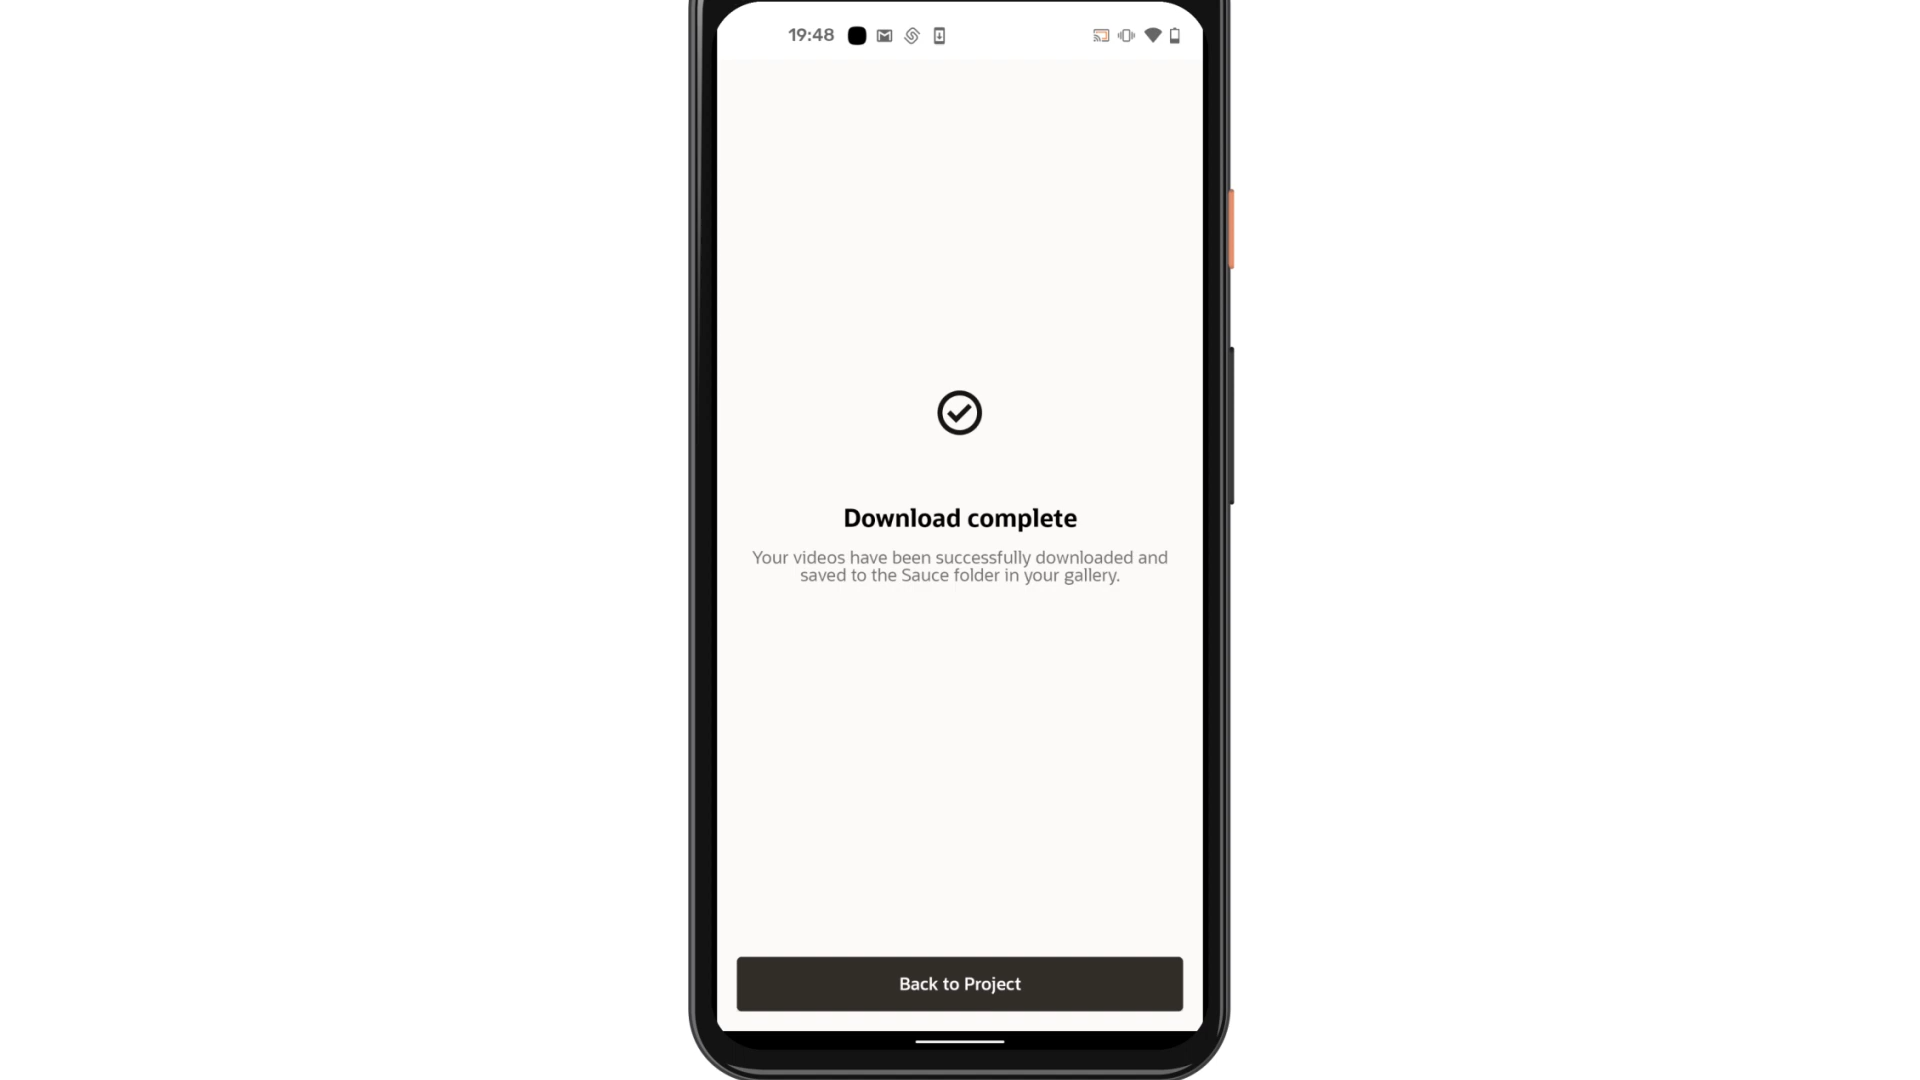 19:48
Download complete
Your videos have been successfully downloaded and
saved to the Sauce folder in your gallery.
Back to Project